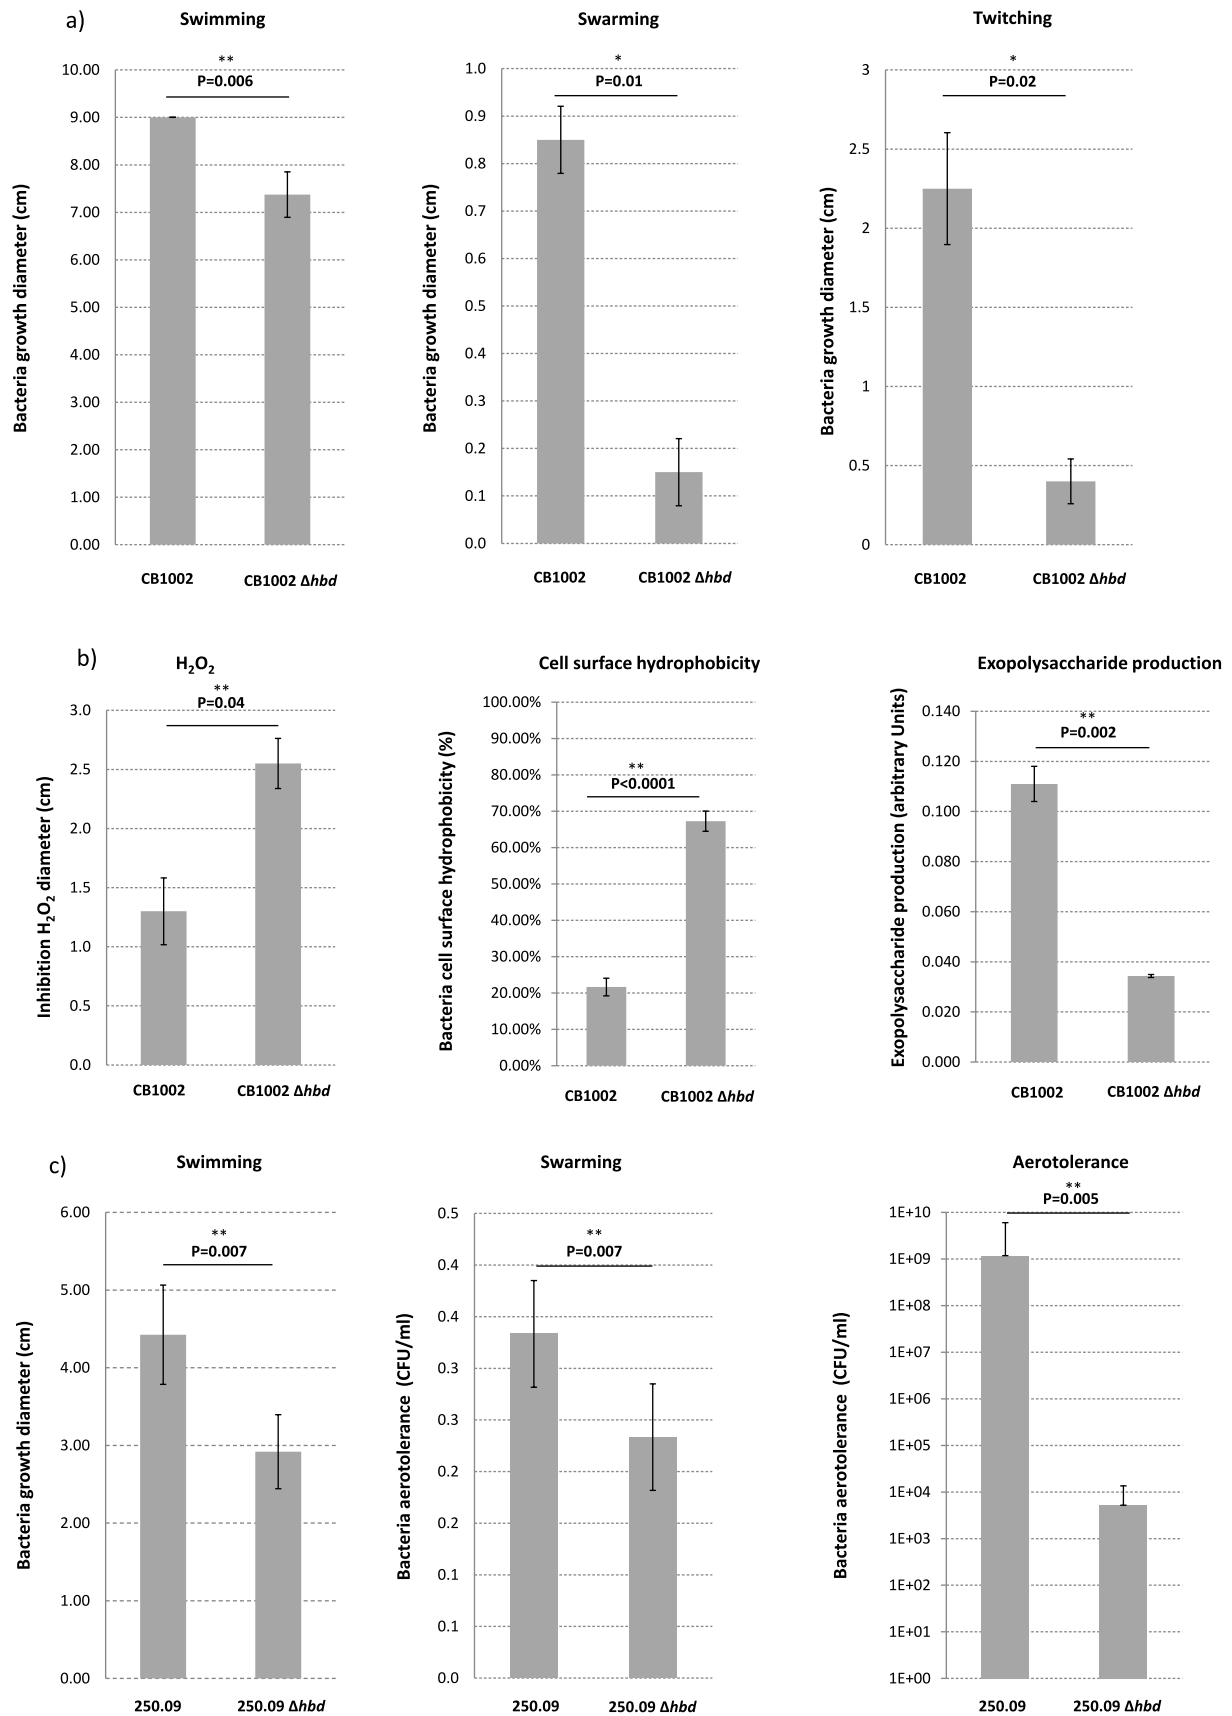 a)
Swimming
**
P=0.006
Bacteria growth diameter (cm)
10.00
9.00
8.00
7.00
6.00
5.00
4.00
3.00
2.00
1.00
0.00
CB1002
CB1002 Δhbd
Swarming
*
P=0.01
Bacteria growth diameter (cm)
1.0
0.9
0.8
0.7
0.6
0.5
0.4
0.3
0.2
0.1
0.0
CB1002
CB1002 Δhbd
Twitching
*
P=0.02
Bacteria growth diameter (cm)
3
2.5
2
1.5
1
0.5
0
CB1002
CB1002 Δhbd
b)
H₂O₂
**
P=0.04
Inhibition H₂O₂ diameter (cm)
3.0
2.5
2.0
1.5
1.0
0.5
0.0
CB1002
CB1002 Δhbd
Cell surface hydrophobicity
**
P<0.0001
Bacteria cell surface hydrophobicity (%)
100.00%
90.00%
80.00%
70.00%
60.00%
50.00%
40.00%
30.00%
20.00%
10.00%
0.00%
CB1002
CB1002 Δhbd
Exopolysaccharide production
**
P=0.002
Exopolysaccharide production (arbitrary Units)
0.140
0.120
0.100
0.080
0.060
0.040
0.020
0.000
CB1002
CB1002 Δhbd
c)
Swimming
**
P=0.007
Bacteria growth diameter (cm)
6.00
5.00
4.00
3.00
2.00
1.00
0.00
250.09
250.09 Δhbd
Swarming
**
P=0.007
Bacteria aerotolerance (CFU/ml)
0.5
0.4
0.4
0.3
0.3
0.2
0.2
0.1
0.1
0.0
250.09
250.09 Δhbd
Aerotolerance
**
P=0.005
Bacteria aerotolerance (CFU/ml)
1E+10
1E+09
1E+08
1E+07
1E+06
1E+05
1E+04
1E+03
1E+02
1E+01
1E+00
250.09
250.09 Δhbd